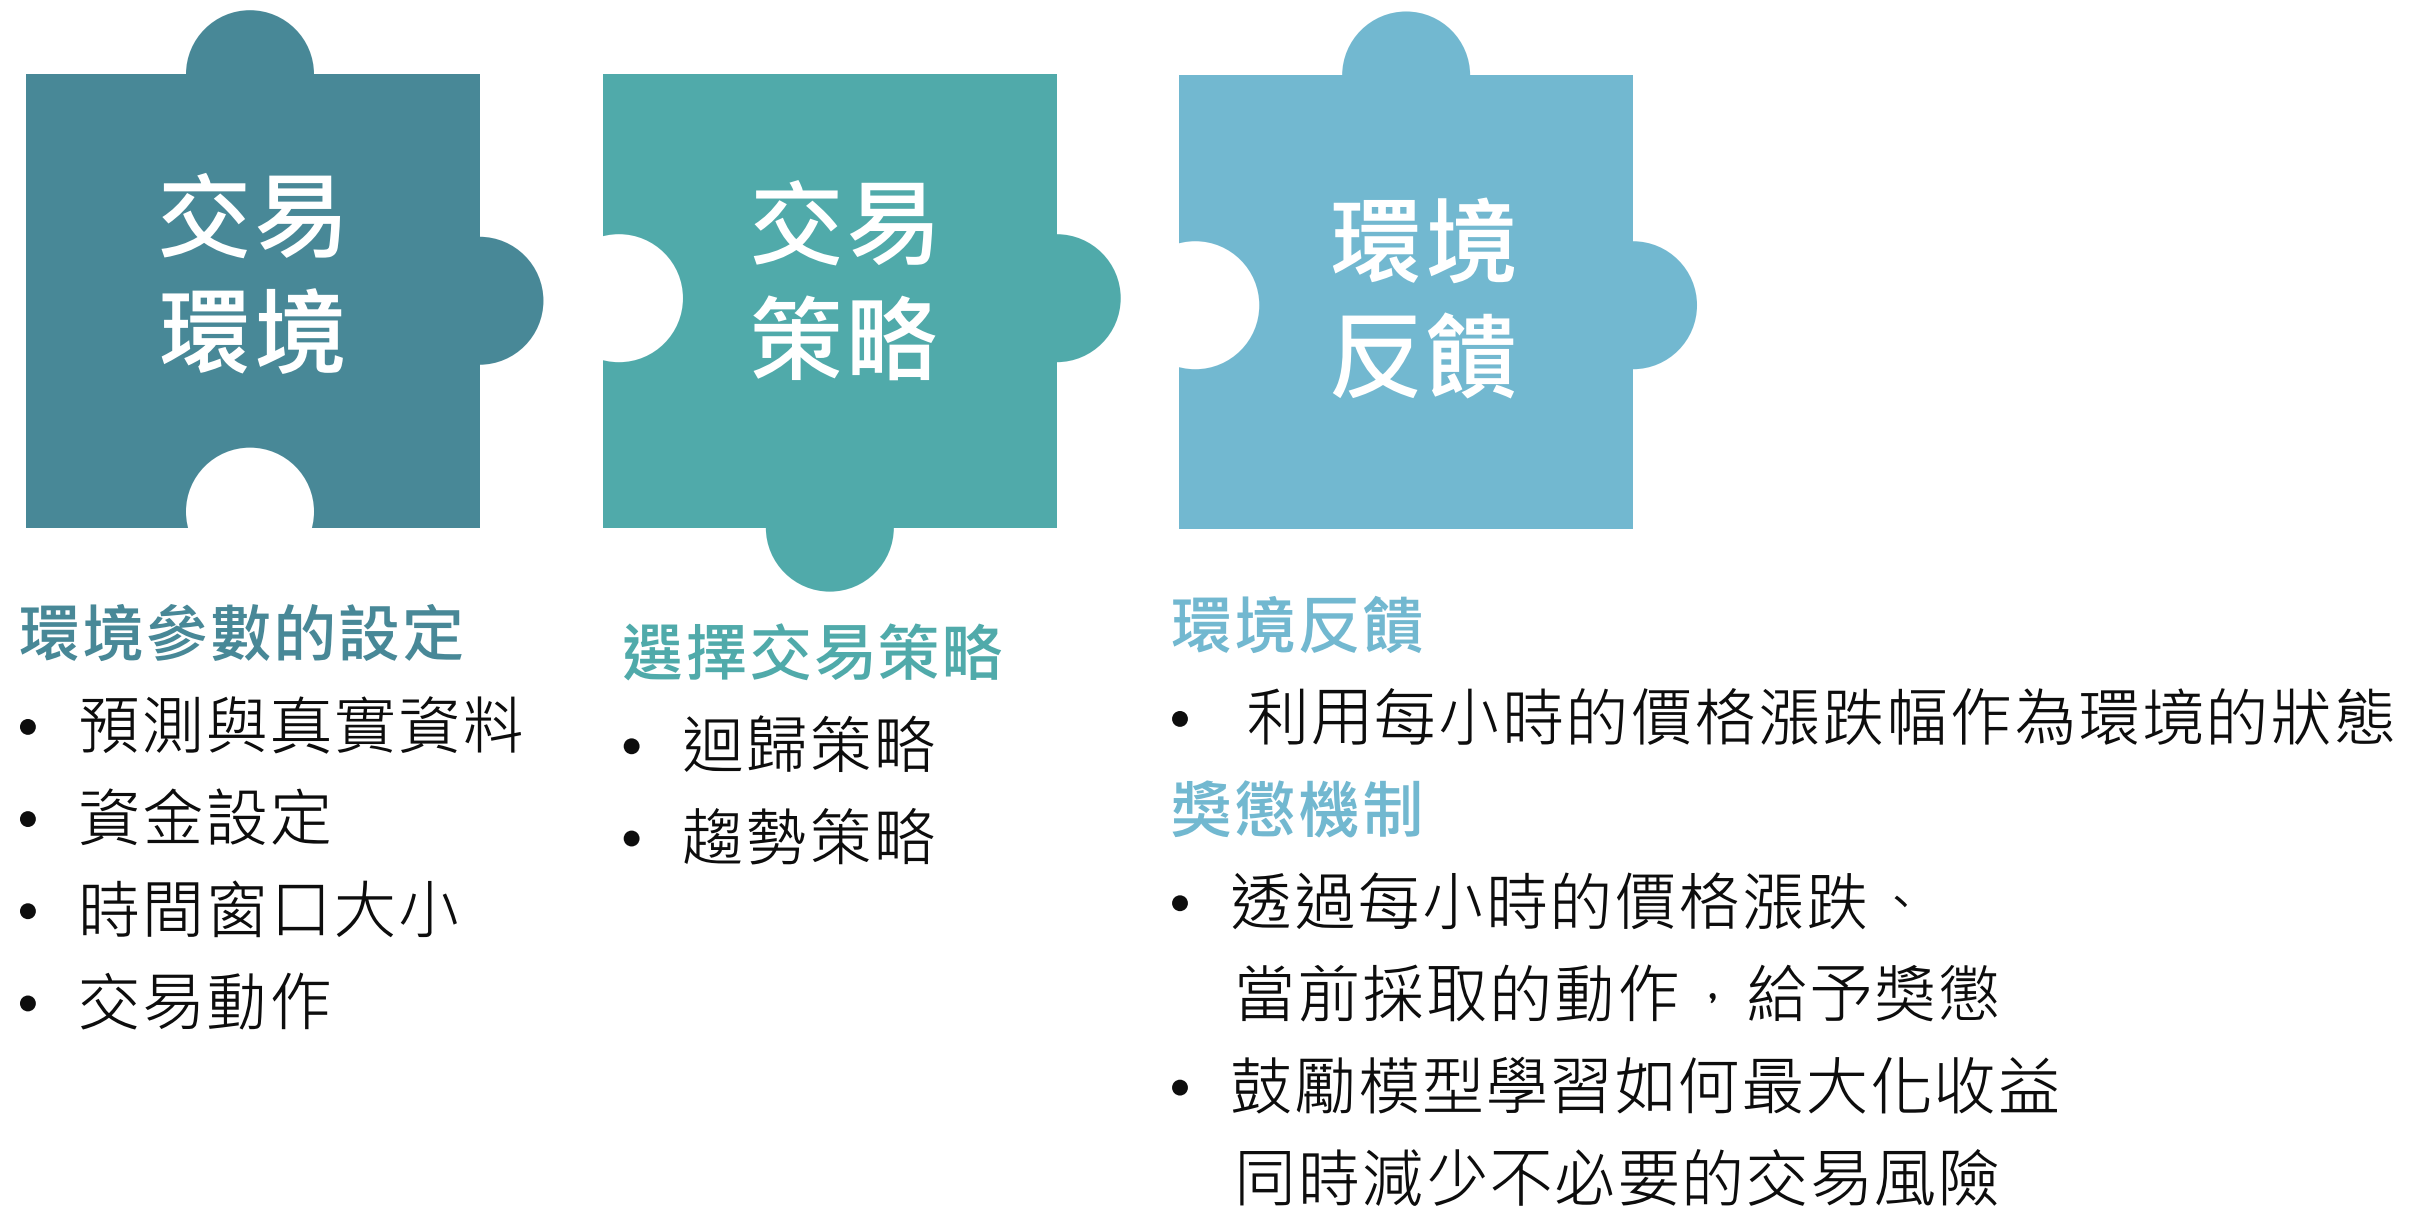 交易
環境
交易
策略
環境
反饋
環境參數的設定
• 預測與真實資料
• 資金設定
• 時間窗口大小
• 交易動作
選擇交易策略
• 迴歸策略
• 趨勢策略
環境反饋
• 利用每小時的價格漲跌幅作為環境的狀態
獎懲機制
• 透過每小時的價格漲跌、
當前採取的動作，給予獎懲
• 鼓勵模型學習如何最大化收益
同時減少不必要的交易風險